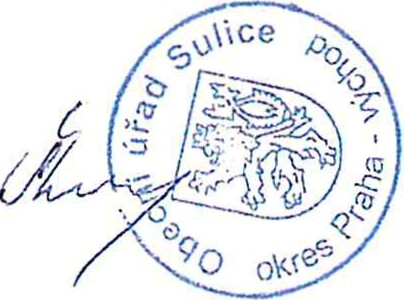 Obecní úřad Sulice
okres Praha - východ